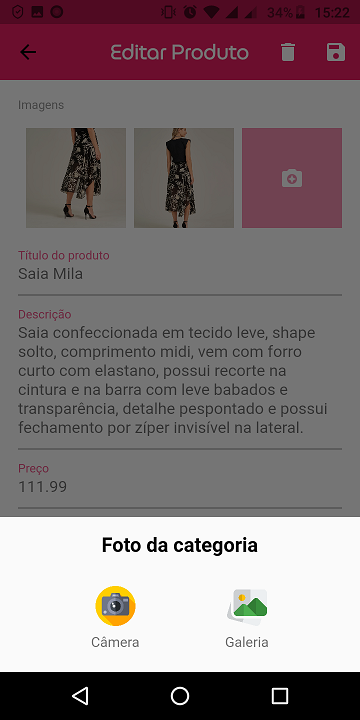 34% 15:22
Editar Produto
Imagens
Título do produto
Saia Mila
Descrição
Saia confeccionada em tecido leve, shape
solto, comprimento midi, vem com forro
curto com elastano, possui recorte na
cintura e na barra com leve babados e
transparência, detalhe pespontado e possui
fechamento por zíper invisível na lateral.
Preço
111.99
Foto da categoria
Câmera
Galeria